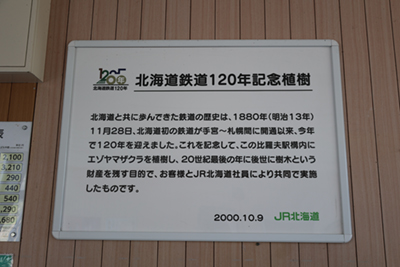 北海道鉄道120年
北海道鉄道120年記念植樹
北海道と共に歩んできた鉄道の歴史は、1880年(明治13年)
11月28日、北海道初の鉄道が手宮～札幌間に開通以来、今年
で120年を迎えました。これを記念して、この比羅夫駅構内に
エゾヤマザクラを植樹し、20世紀最後の年に後世に樹木という
財産を残す目的で、お客様とJR北海道社員により共同で実施
したものです。
2000.10.9 JR北海道
2,100
3,210
290
440
540